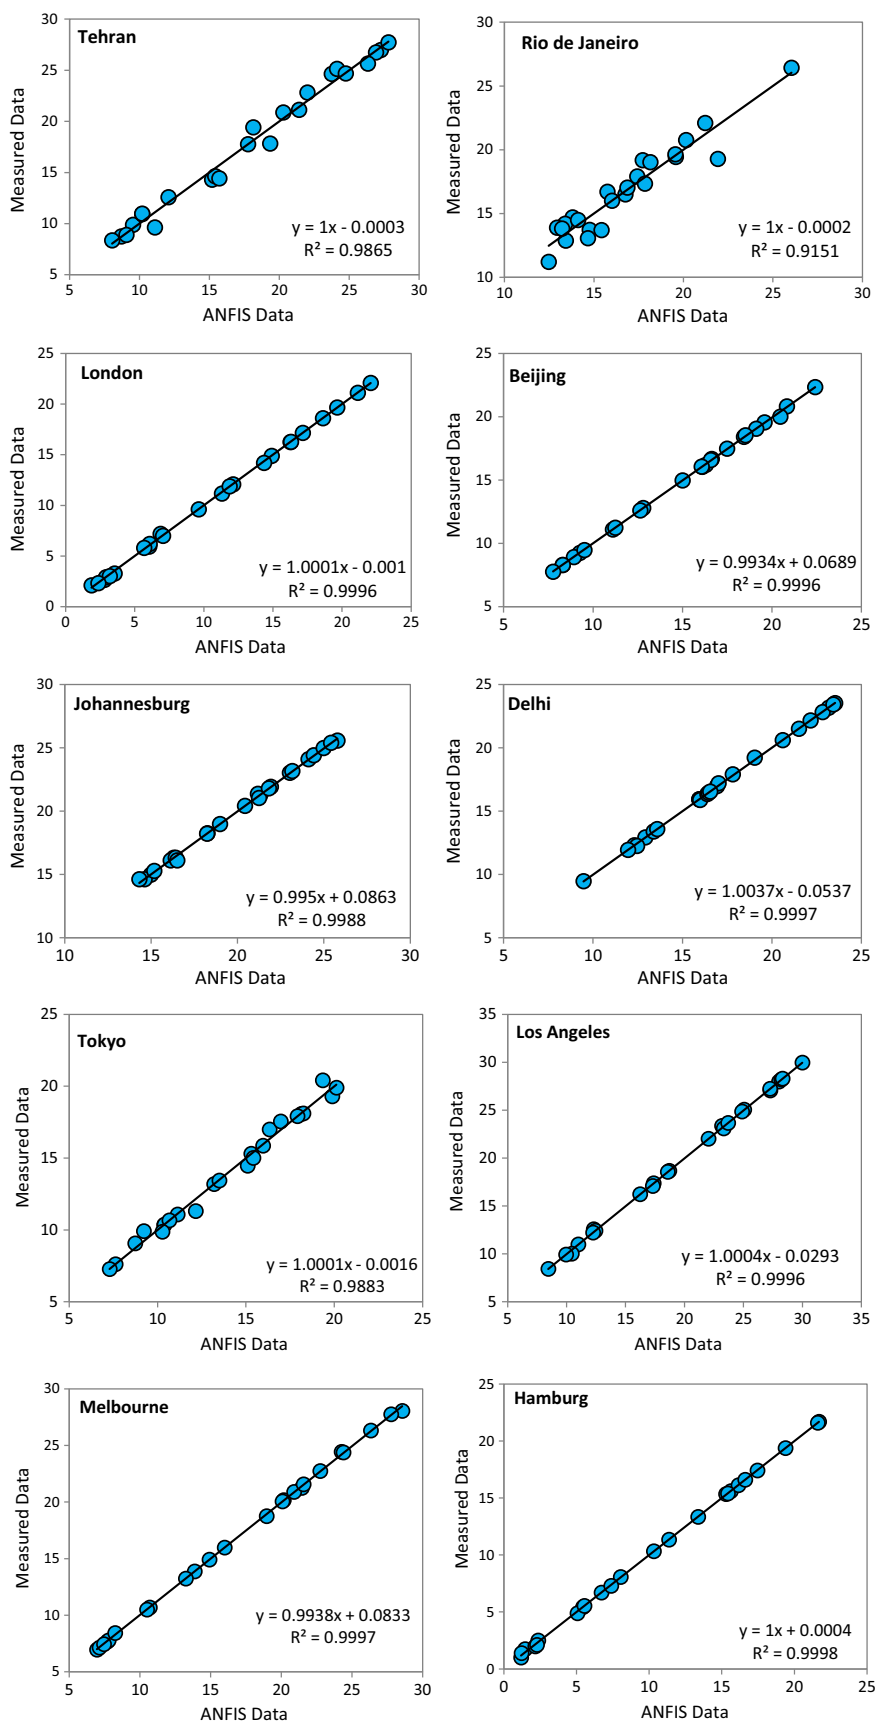 Tehran
30
25
20
15
10
5
Measured Data
y = 1x - 0.0003
R² = 0.9865
5 10 15 20 25 30
ANFIS Data
Rio de Janeiro
30
25
20
15
10
Measured Data
y = 1x - 0.0002
R² = 0.9151
10 15 20 25 30
ANFIS Data
London
25
20
15
10
5
0
Measured Data
y = 1.0001x - 0.001
R² = 0.9996
0 5 10 15 20 25
ANFIS Data
Beijing
25
20
15
10
5
Measured Data
y = 0.9934x + 0.0689
R² = 0.9996
5 10 15 20 25
ANFIS Data
Johannesburg
30
25
20
15
10
Measured Data
y = 0.995x + 0.0863
R² = 0.9988
10 15 20 25 30
ANFIS Data
Delhi
25
20
15
10
5
Measured Data
y = 1.0037x - 0.0537
R² = 0.9997
5 10 15 20 25
ANFIS Data
Tokyo
25
20
15
10
5
Measured Data
y = 1.0001x - 0.0016
R² = 0.9883
5 10 15 20 25
ANFIS Data
Los Angeles
35
30
25
20
15
10
5
Measured Data
y = 1.0004x - 0.0293
R² = 0.9996
5 10 15 20 25 30 35
ANFIS Data
Melbourne
30
25
20
15
10
5
Measured Data
y = 0.9938x + 0.0833
R² = 0.9997
5 10 15 20 25 30
ANFIS Data
Hamburg
25
20
15
10
5
0
Measured Data
y = 1x + 0.0004
R² = 0.9998
0 5 10 15 20 25
ANFIS Data